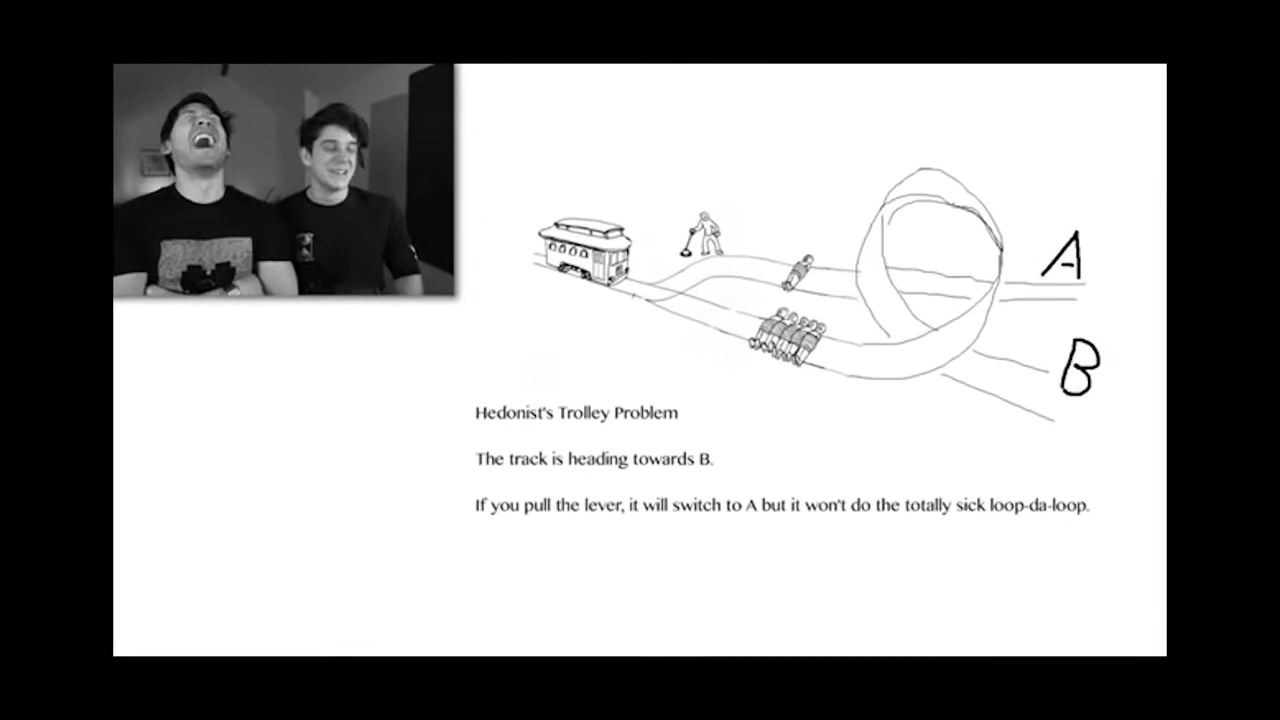 A
B
Hedonist's Trolley Problem
The track is heading towards B.
If you pull the lever, it will switch to A but it won't do the totally sick loop-da-loop.